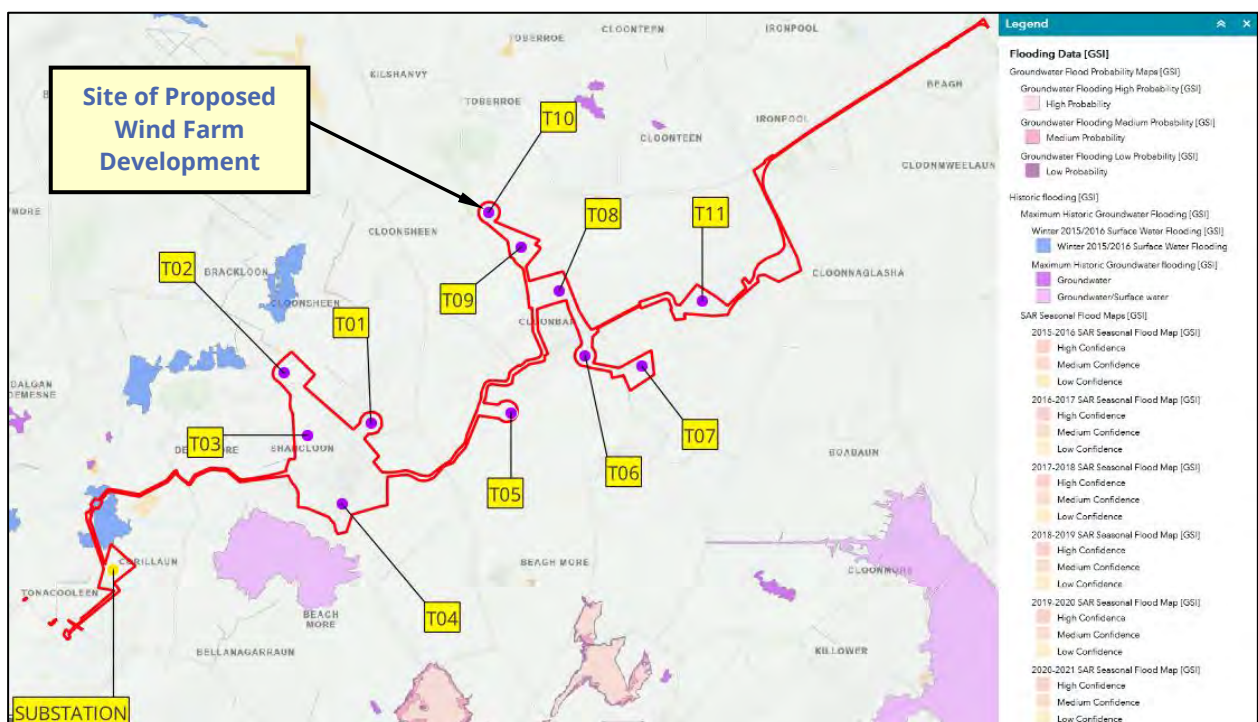 Site of Proposed
Wind Farm
Development
TOBERROE
CLOONTEEN
IRONPOOL
KILSHANVY
BEAGH
TOBERROE
T10
IRONPOOL
CLOONTEEN
CLOONMWEELAUN
T08
T11
YMORE
CLOONSHEEN
T02
BRACKLOON
CLOONNAGLASHA
CLOONSHEEN
T09
T01
CLOONBAR
DALGAN
DEMESNE
T03
SHANCLOON
T07
T06
BOABAUN
T05
CORILLAUN
BEAGH MORE
CLOONMORE
TONACOOLEEN
BEAGH
MORE
T04
BELLANAGARRAUN
KILLOWER
SUBSTATION
Legend
Flooding Data [GSI]
Groundwater Flood Probability Maps [GSI]
Groundwater Flooding High Probability [GSI]
High Probability
Groundwater Flooding Medium Probability [GSI]
Medium Probability
Groundwater Flooding Low Probability [GSI]
Low Probability
Historic flooding [GSI]
Maximum Historic Groundwater Flooding [GSI]
Winter 2015/2016 Surface Water Flooding [GSI]
Winter 2015/2016 Surface Water Flooding
Maximum Historic Groundwater flooding [GSI]
Groundwater
Groundwater/Surface water
SAR Seasonal Flood Maps [GSI]
2015-2016 SAR Seasonal Flood Map [GSI]
High Confidence
Medium Confidence
Low Confidence
2016-2017 SAR Seasonal Flood Map [GSI]
High Confidence
Medium Confidence
Low Confidence
2017-2018 SAR Seasonal Flood Map [GSI]
High Confidence
Medium Confidence
Low Confidence
2018-2019 SAR Seasonal Flood Map [GSI]
High Confidence
Medium Confidence
Low Confidence
2019-2020 SAR Seasonal Flood Map [GSI]
High Confidence
Medium Confidence
Low Confidence
2020-2021 SAR Seasonal Flood Map [GSI]
High Confidence
Medium Confidence
Low Confidence